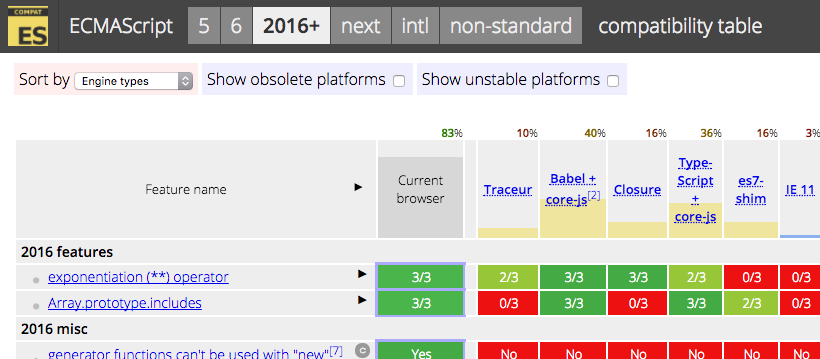 COMPAT
ES
ECMAScript 5 6 2016+ next intl non-standard compatibility table
Sort by Engine types Show obsolete platforms Show unstable platforms
83% 10% 40% 16% 36% 16% 3%
Feature name Current browser Traceur Babel + core-js[2] Closure Type-Script + core-js es7-shim IE 11
2016 features
exponentiation (**) operator 3/3 2/3 3/3 3/3 2/3 0/3 0/3
Array.prototype.includes 3/3 0/3 3/3 0/3 3/3 2/3 0/3
2016 misc
generator functions can't be used with "new"[7] c Yes No No No No No No